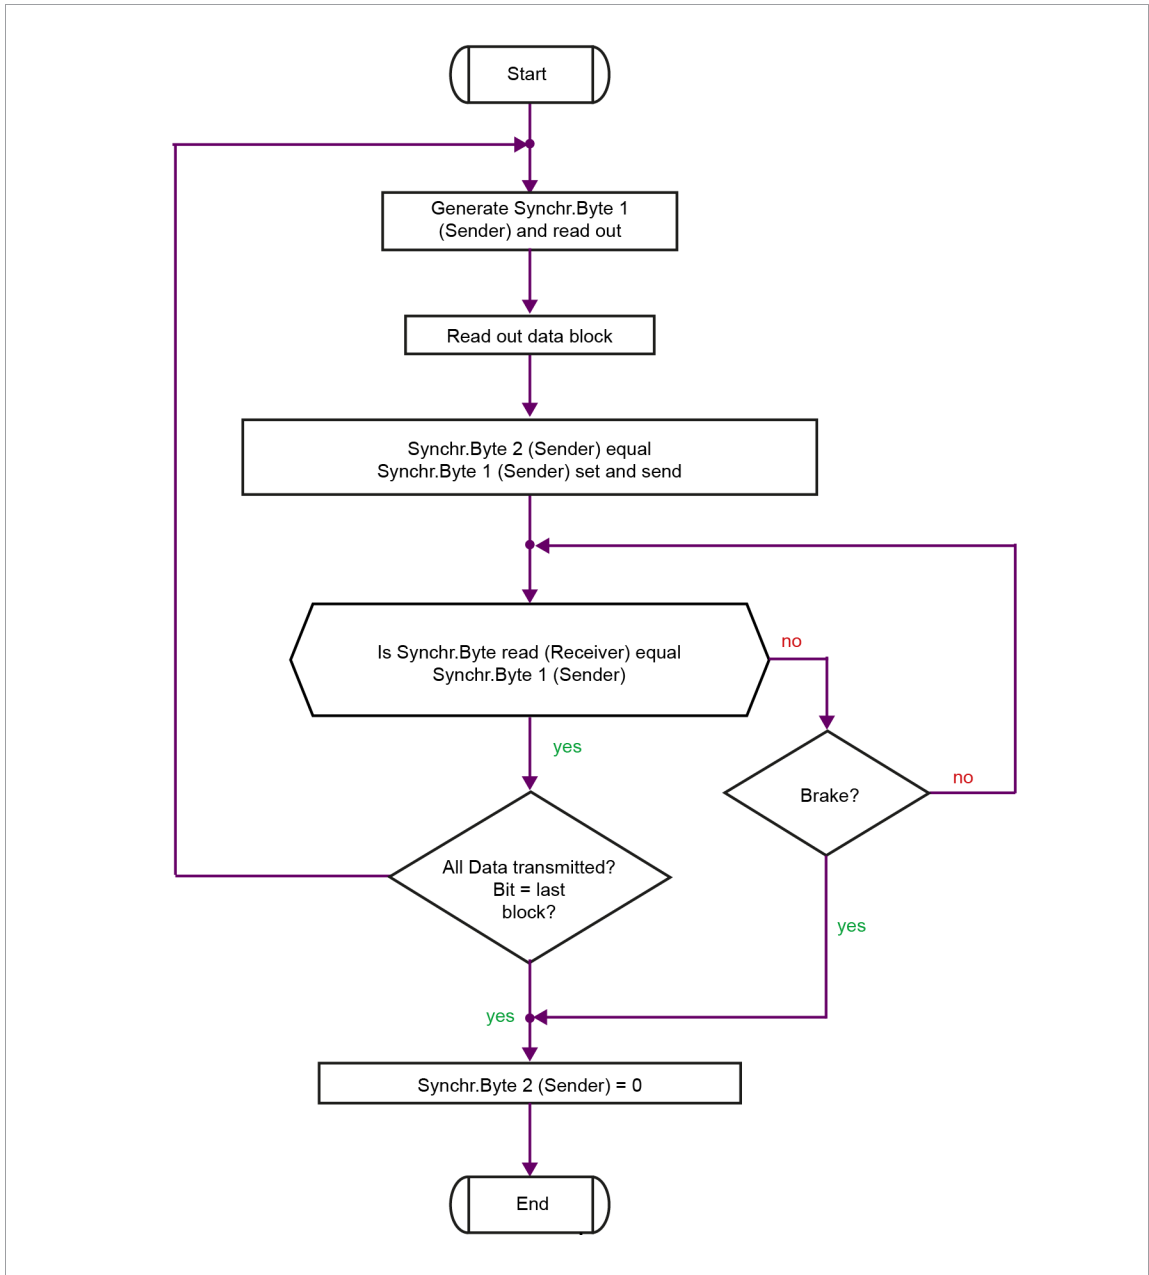 Start
Generate Synchr.Byte 1
(Sender) and read out
Read out data block
Synchr.Byte 2 (Sender) equal
Synchr.Byte 1 (Sender) set and send
Is Synchr.Byte read (Receiver) equal
Synchr.Byte 1 (Sender)
no
yes
Brake?
no
All Data transmitted?
Bit = last
block?
yes
yes
Synchr.Byte 2 (Sender) = 0
End